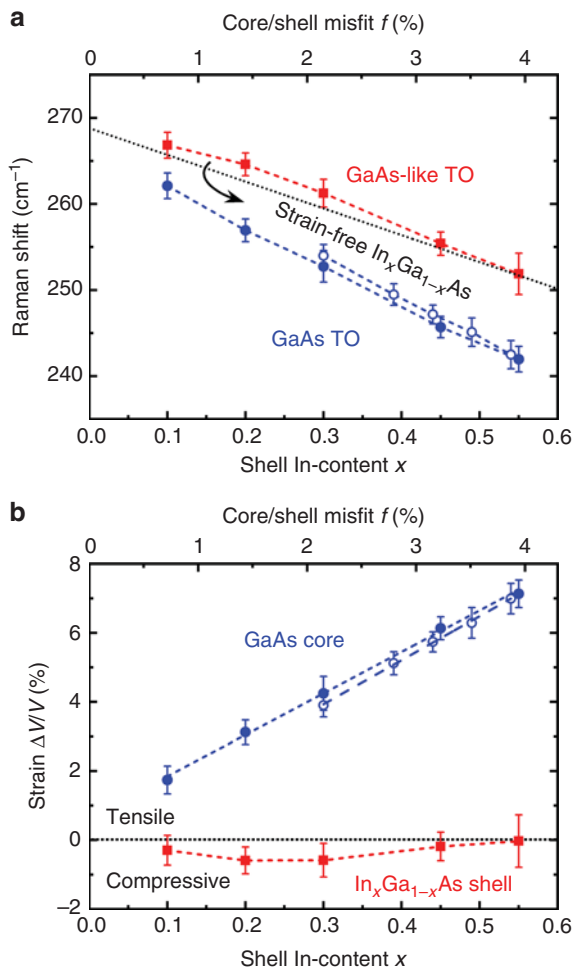 a
Core/shell misfit f (%)
0 1 2 3 4
270
260
250
240
Raman shift (cm⁻¹)
GaAs-like TO
Strain-free InₓGa₁₋ₓAs
GaAs TO
0.0 0.1 0.2 0.3 0.4 0.5 0.6
Shell In-content x
b
Core/shell misfit f (%)
0 1 2 3 4
8
6
4
2
0
−2
Strain ΔV/V (%)
GaAs core
Tensile
Compressive
InₓGa₁₋ₓAs shell
0.0 0.1 0.2 0.3 0.4 0.5 0.6
Shell In-content x